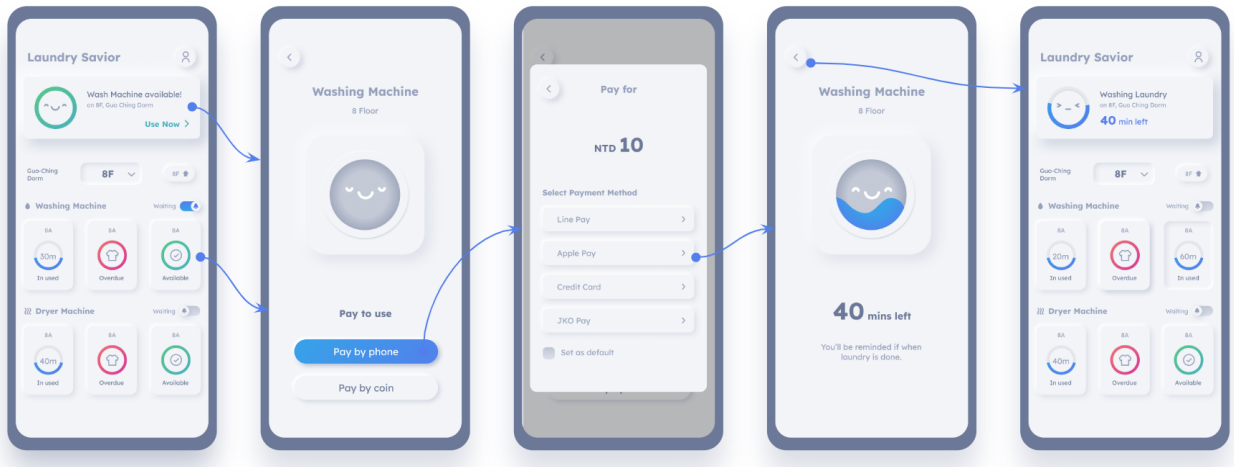 Laundry Savior
Wash Machine available!
on 8F, Guo Ching Dorm
Use Now >
Guo-Ching
Dorm
8F
8F
Washing Machine
Waiting
8A
8A
8A
30m
In used
Overdue
Available
Dryer Machine
Waiting
8A
8A
8A
40m
In used
Overdue
Available
Washing Machine
8 Floor
Pay to use
Pay by phone
Pay by coin
Pay for
NTD 10
Select Payment Method
Line Pay
Apple Pay
Credit Card
JKO Pay
Set as default
Washing Machine
8 Floor
40 mins left
You'll be reminded if when
laundry is done.
Laundry Savior
Washing Laundry
on 8F, Guo Ching Dorm
40 min left
Guo-Ching
Dorm
8F
8F
Washing Machine
Waiting
8A
8A
8A
20m
60m
In used
Overdue
In used
Dryer Machine
Waiting
8A
8A
8A
40m
In used
Overdue
Available